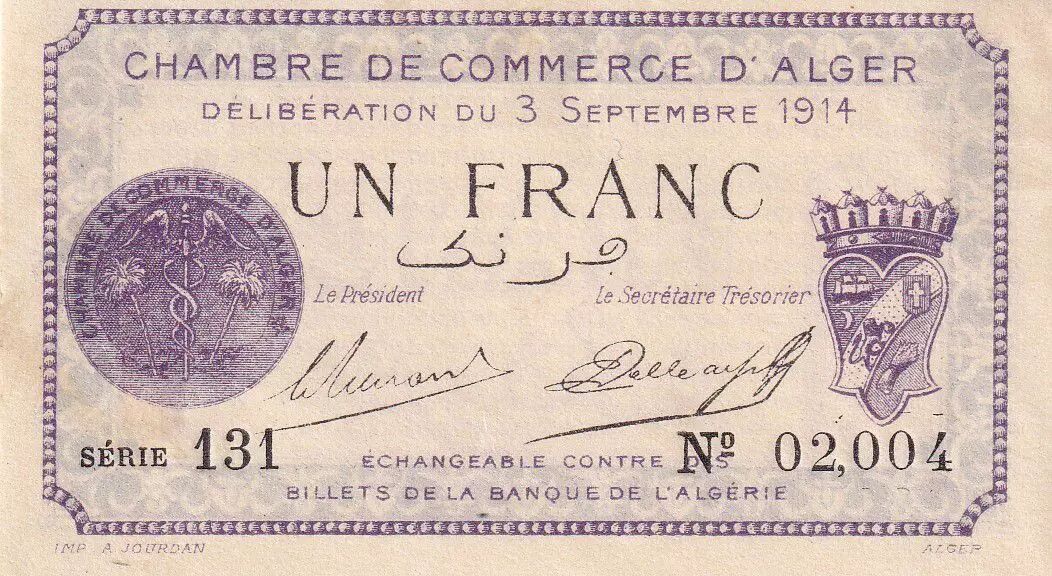 CHAMBRE DE COMMERCE D'ALGER
DÉLIBÉRATION DU 3 SEPTEMBRE 1914
UN FRANC
فرنك
CHAMBRE DE COMMERCE D'ALGER
Le Président
Le Secrétaire Trésorier
SÉRIE 131
Nº 02,004
ÉCHANGEABLE CONTRE DES
BILLETS DE LA BANQUE DE L'ALGÉRIE
IMP. A. JOURDAN
ALGER